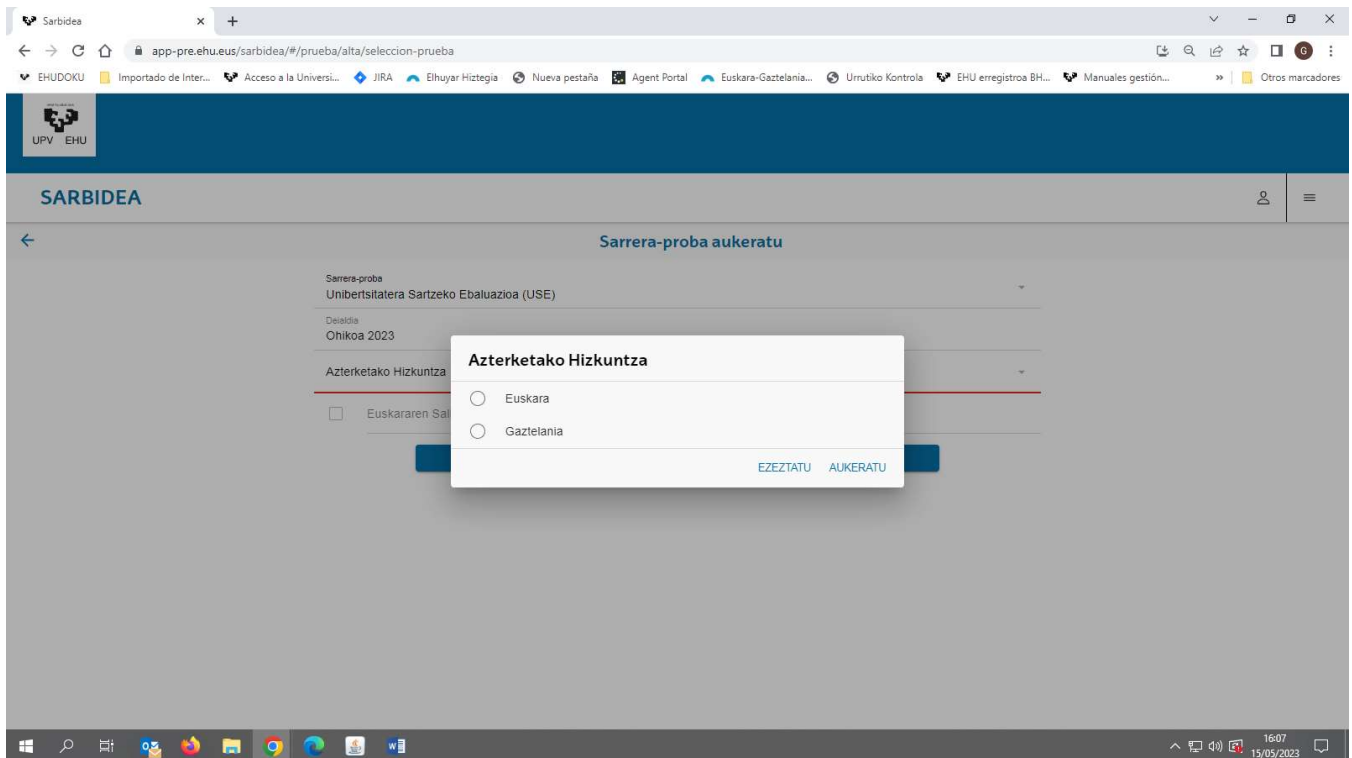 Sarbidea
app-pre.ehu.eus/sarbidea/#/prueba/alta/seleccion-prueba
G
EHUDOKU Importado de Inter... Acceso a la Universi... JIRA Elhuyar Hiztegia Nueva pestaña Agent Portal Euskara-Gaztelania... Urrutiko Kontrola EHU erregistroa BH... Manuales gestión... » Otros marcadores
UPV EHU
SARBIDEA
Sarrera-proba aukeratu
Sarrera-proba
Unibertsitatera Sartzeko Ebaluazioa (USE)
Deialdia
Ohikoa 2023
Azterketako Hizkuntza
Euskararen Sal
Azterketako Hizkuntza
Euskara
Gaztelania
EZEZTATU AUKERATU
16:07
15/05/2023